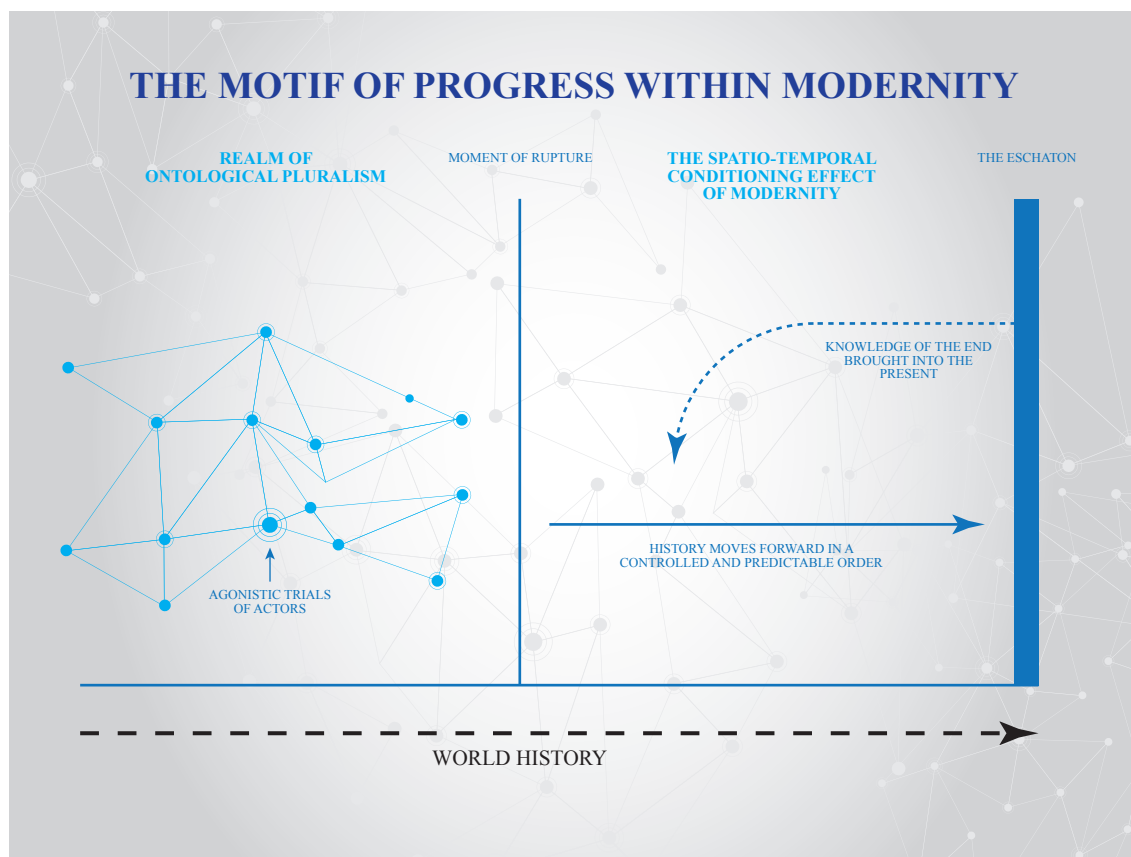 THE MOTIF OF PROGRESS WITHIN MODERNITY
REALM OF
ONTOLOGICAL PLURALISM
MOMENT OF RUPTURE
THE SPATIO-TEMPORAL
CONDITIONING EFFECT
OF MODERNITY
THE ESCHATON
KNOWLEDGE OF THE END
BROUGHT INTO THE
PRESENT
HISTORY MOVES FORWARD IN A
CONTROLLED AND PREDICTABLE ORDER
AGONISTIC TRIALS
OF ACTORS
WORLD HISTORY